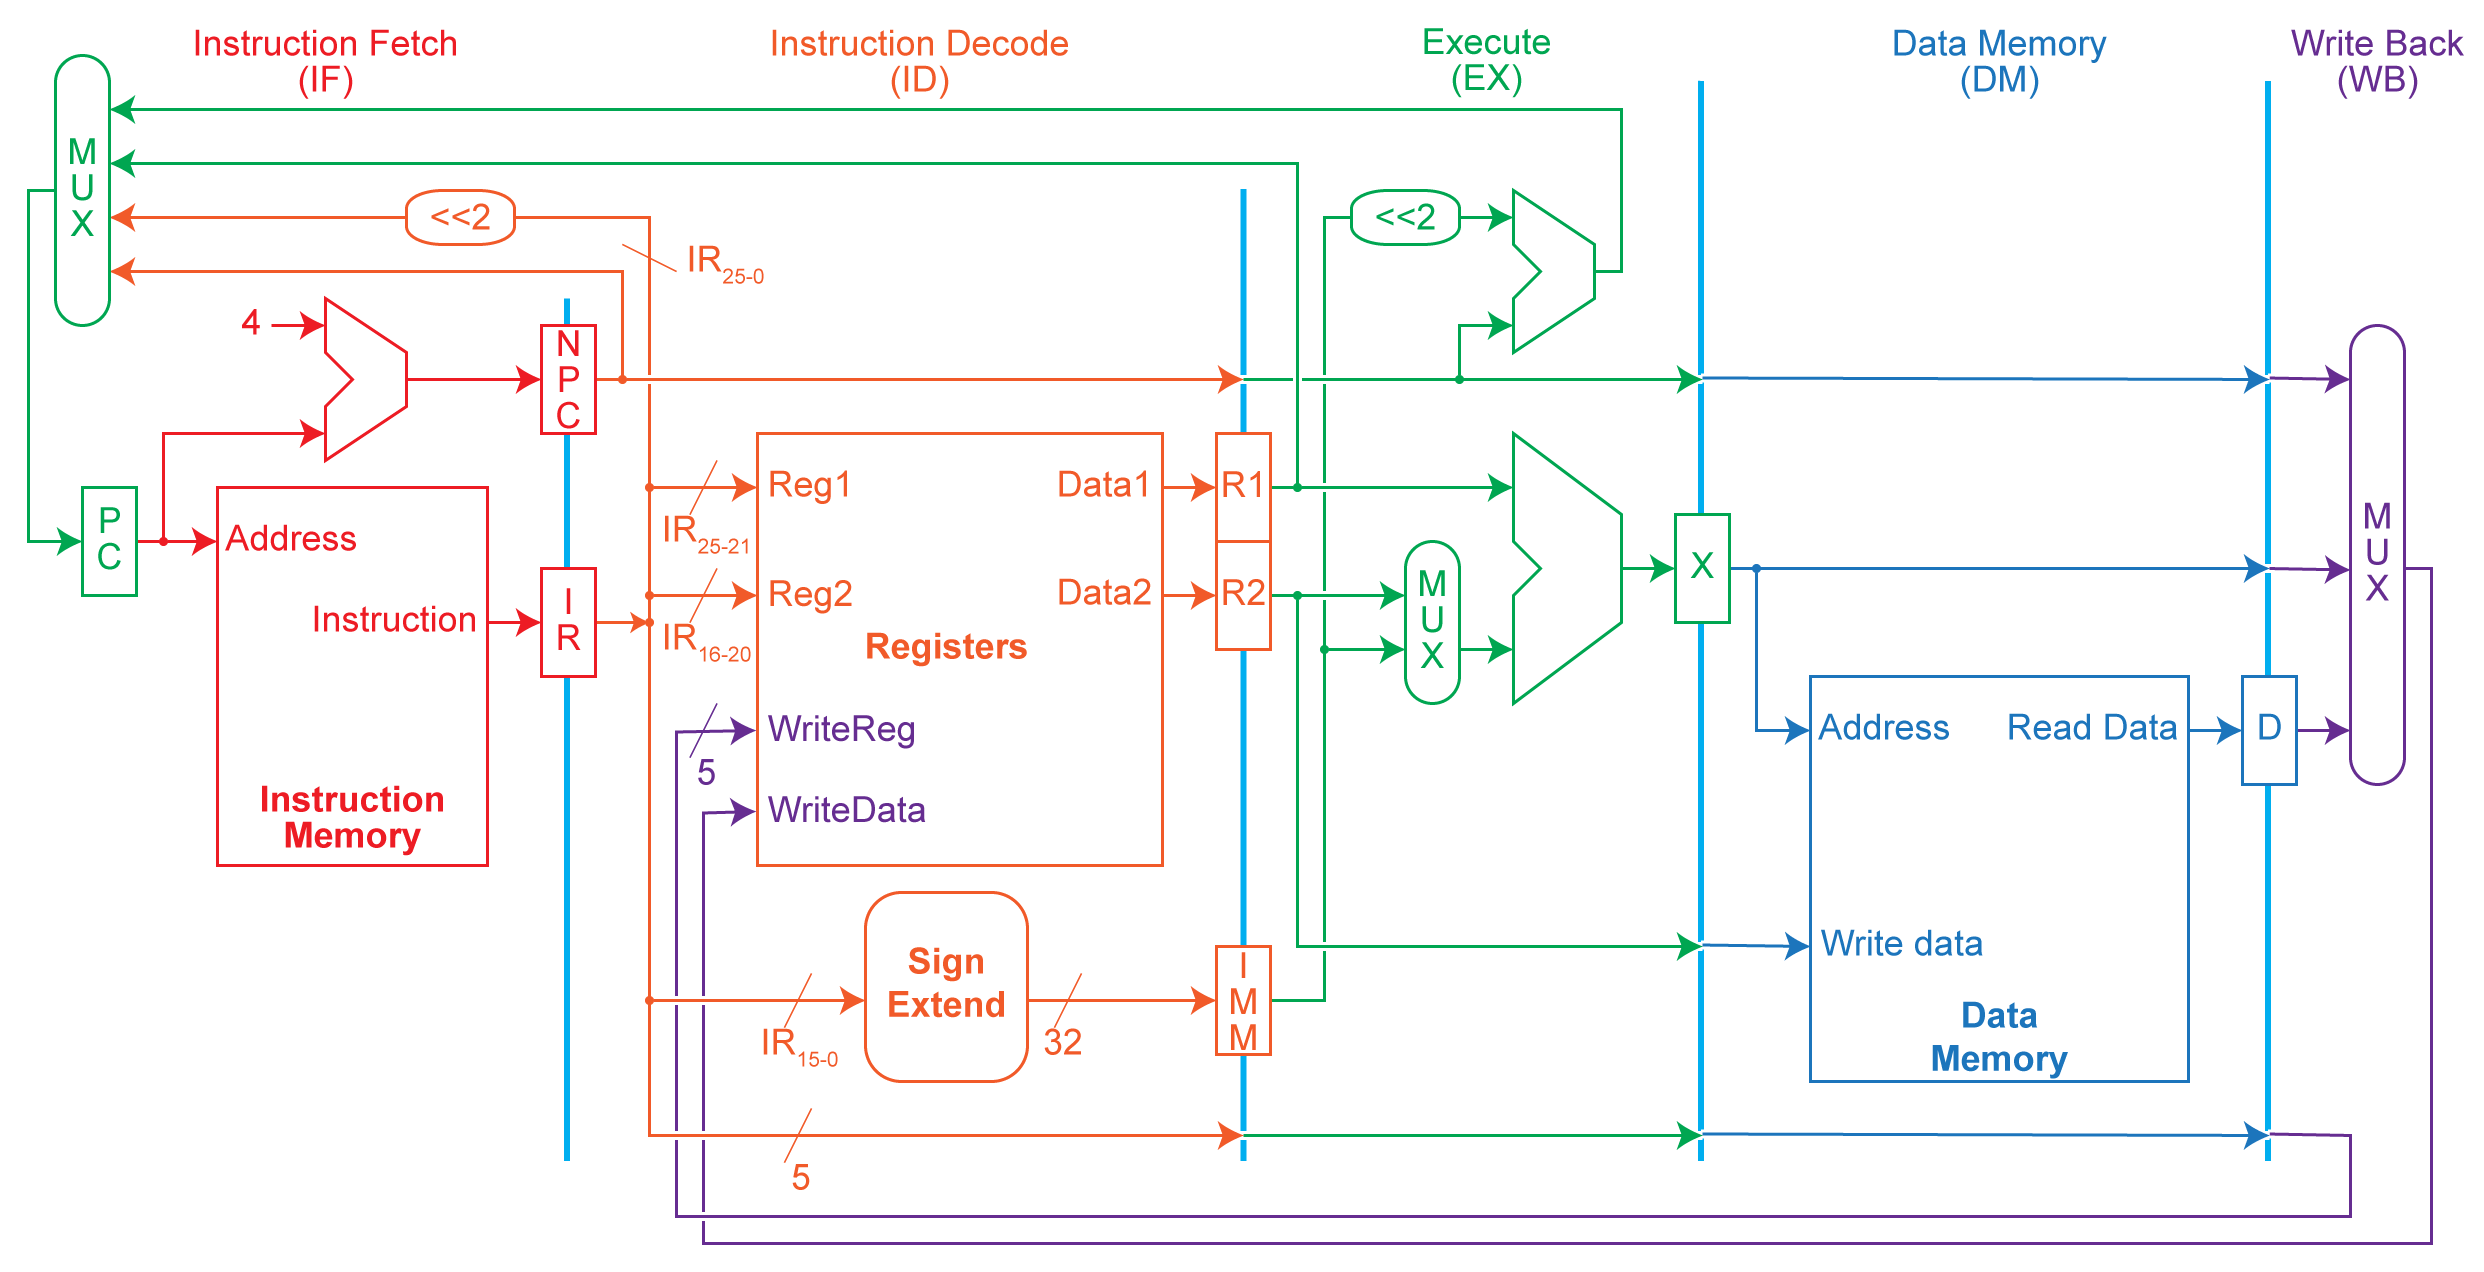 Instruction Fetch
(IF)
Instruction Decode
(ID)
Execute
(EX)
Data Memory
(DM)
Write Back
(WB)
M
U
X
<<2
IR25-0
<<2
4
N
P
C
P
C
Address
Instruction
Instruction
Memory
I
R
IR25-21
IR16-20
Reg1
Data1
Reg2
Data2
Registers
WriteReg
5
WriteData
R1
R2
M
U
X
X
Address
Read Data
Write data
Data
Memory
D
M
U
X
Sign
Extend
IR15-0
32
I
M
M
5